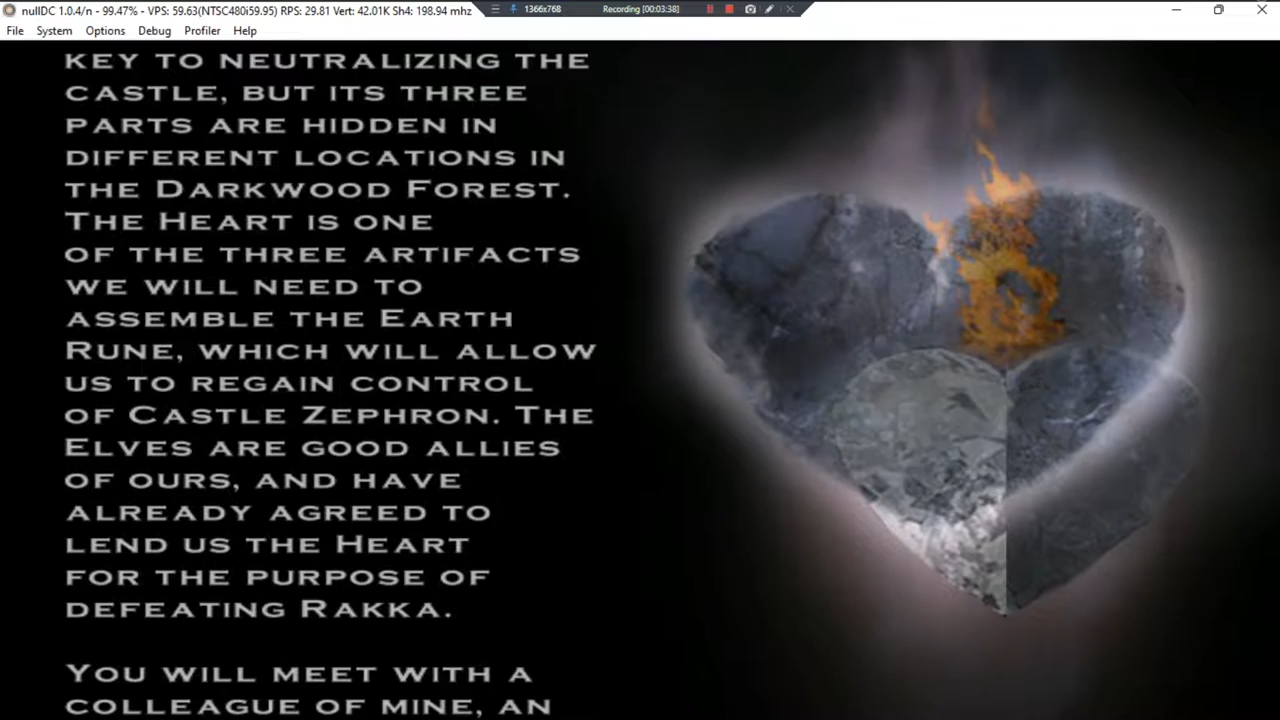 nullDC 1.0.4/n - 99.47% - VPS: 59.63(NTSC480i59.95) RPS: 29.81 Vert: 42.01K Sh4: 198.94 mhz
1366x768
Recording [00:03:38]
File System Options Debug Profiler Help
KEY TO NEUTRALIZING THE
CASTLE, BUT ITS THREE
PARTS ARE HIDDEN IN
DIFFERENT LOCATIONS IN
THE DARKWOOD FOREST.
THE HEART IS ONE
OF THE THREE ARTIFACTS
WE WILL NEED TO
ASSEMBLE THE EARTH
RUNE, WHICH WILL ALLOW
US TO REGAIN CONTROL
OF CASTLE ZEPHRON. THE
ELVES ARE GOOD ALLIES
OF OURS, AND HAVE
ALREADY AGREED TO
LEND US THE HEART
FOR THE PURPOSE OF
DEFEATING RAKKA.
YOU WILL MEET WITH A
COLLEAGUE OF MINE, AN